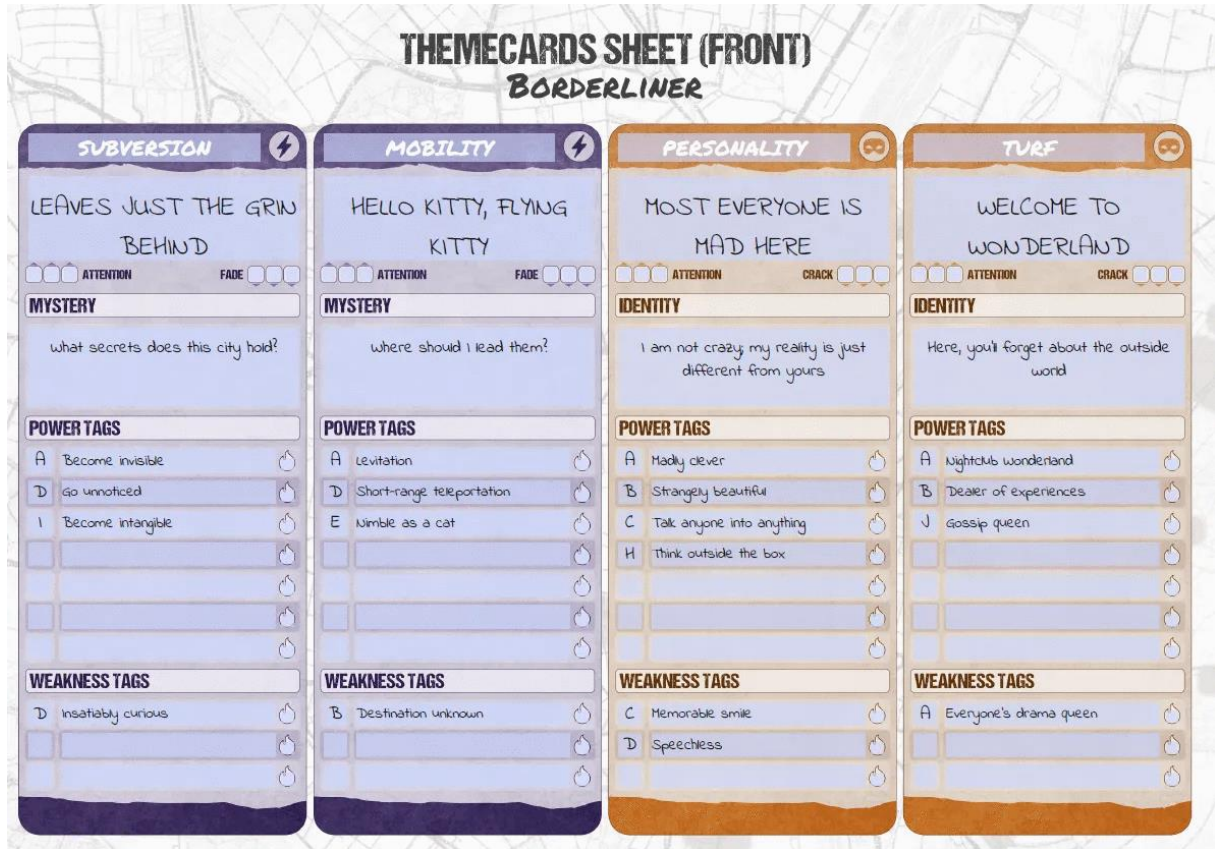 THEMECARDS SHEET (FRONT)
BORDERLINER
SUBVERSION
LEAVES JUST THE GRIN
BEHIND
ATTENTION FADE
MYSTERY
What secrets does this city hold?
POWER TAGS
A Become invisible
D Go unnoticed
I Become intangible
WEAKNESS TAGS
D Insatiably curious
MOBILITY
HELLO KITTY, FLYING
KITTY
ATTENTION FADE
MYSTERY
Where should I lead them?
POWER TAGS
A Levitation
D Short-range teleportation
E Nimble as a cat
WEAKNESS TAGS
B Destination unknown
PERSONALITY
MOST EVERYONE IS
MAD HERE
ATTENTION CRACK
IDENTITY
I am not crazy; my reality is just
different from yours
POWER TAGS
A Madly clever
B Strangely beautiful
C Talk anyone into anything
H Think outside the box
WEAKNESS TAGS
C Memorable smile
D Speechless
TURF
WELCOME TO
WONDERLAND
ATTENTION CRACK
IDENTITY
Here, you'll forget about the outside
world
POWER TAGS
A Nightclub wonderland
B Dealer of experiences
J Gossip queen
WEAKNESS TAGS
A Everyone's drama queen